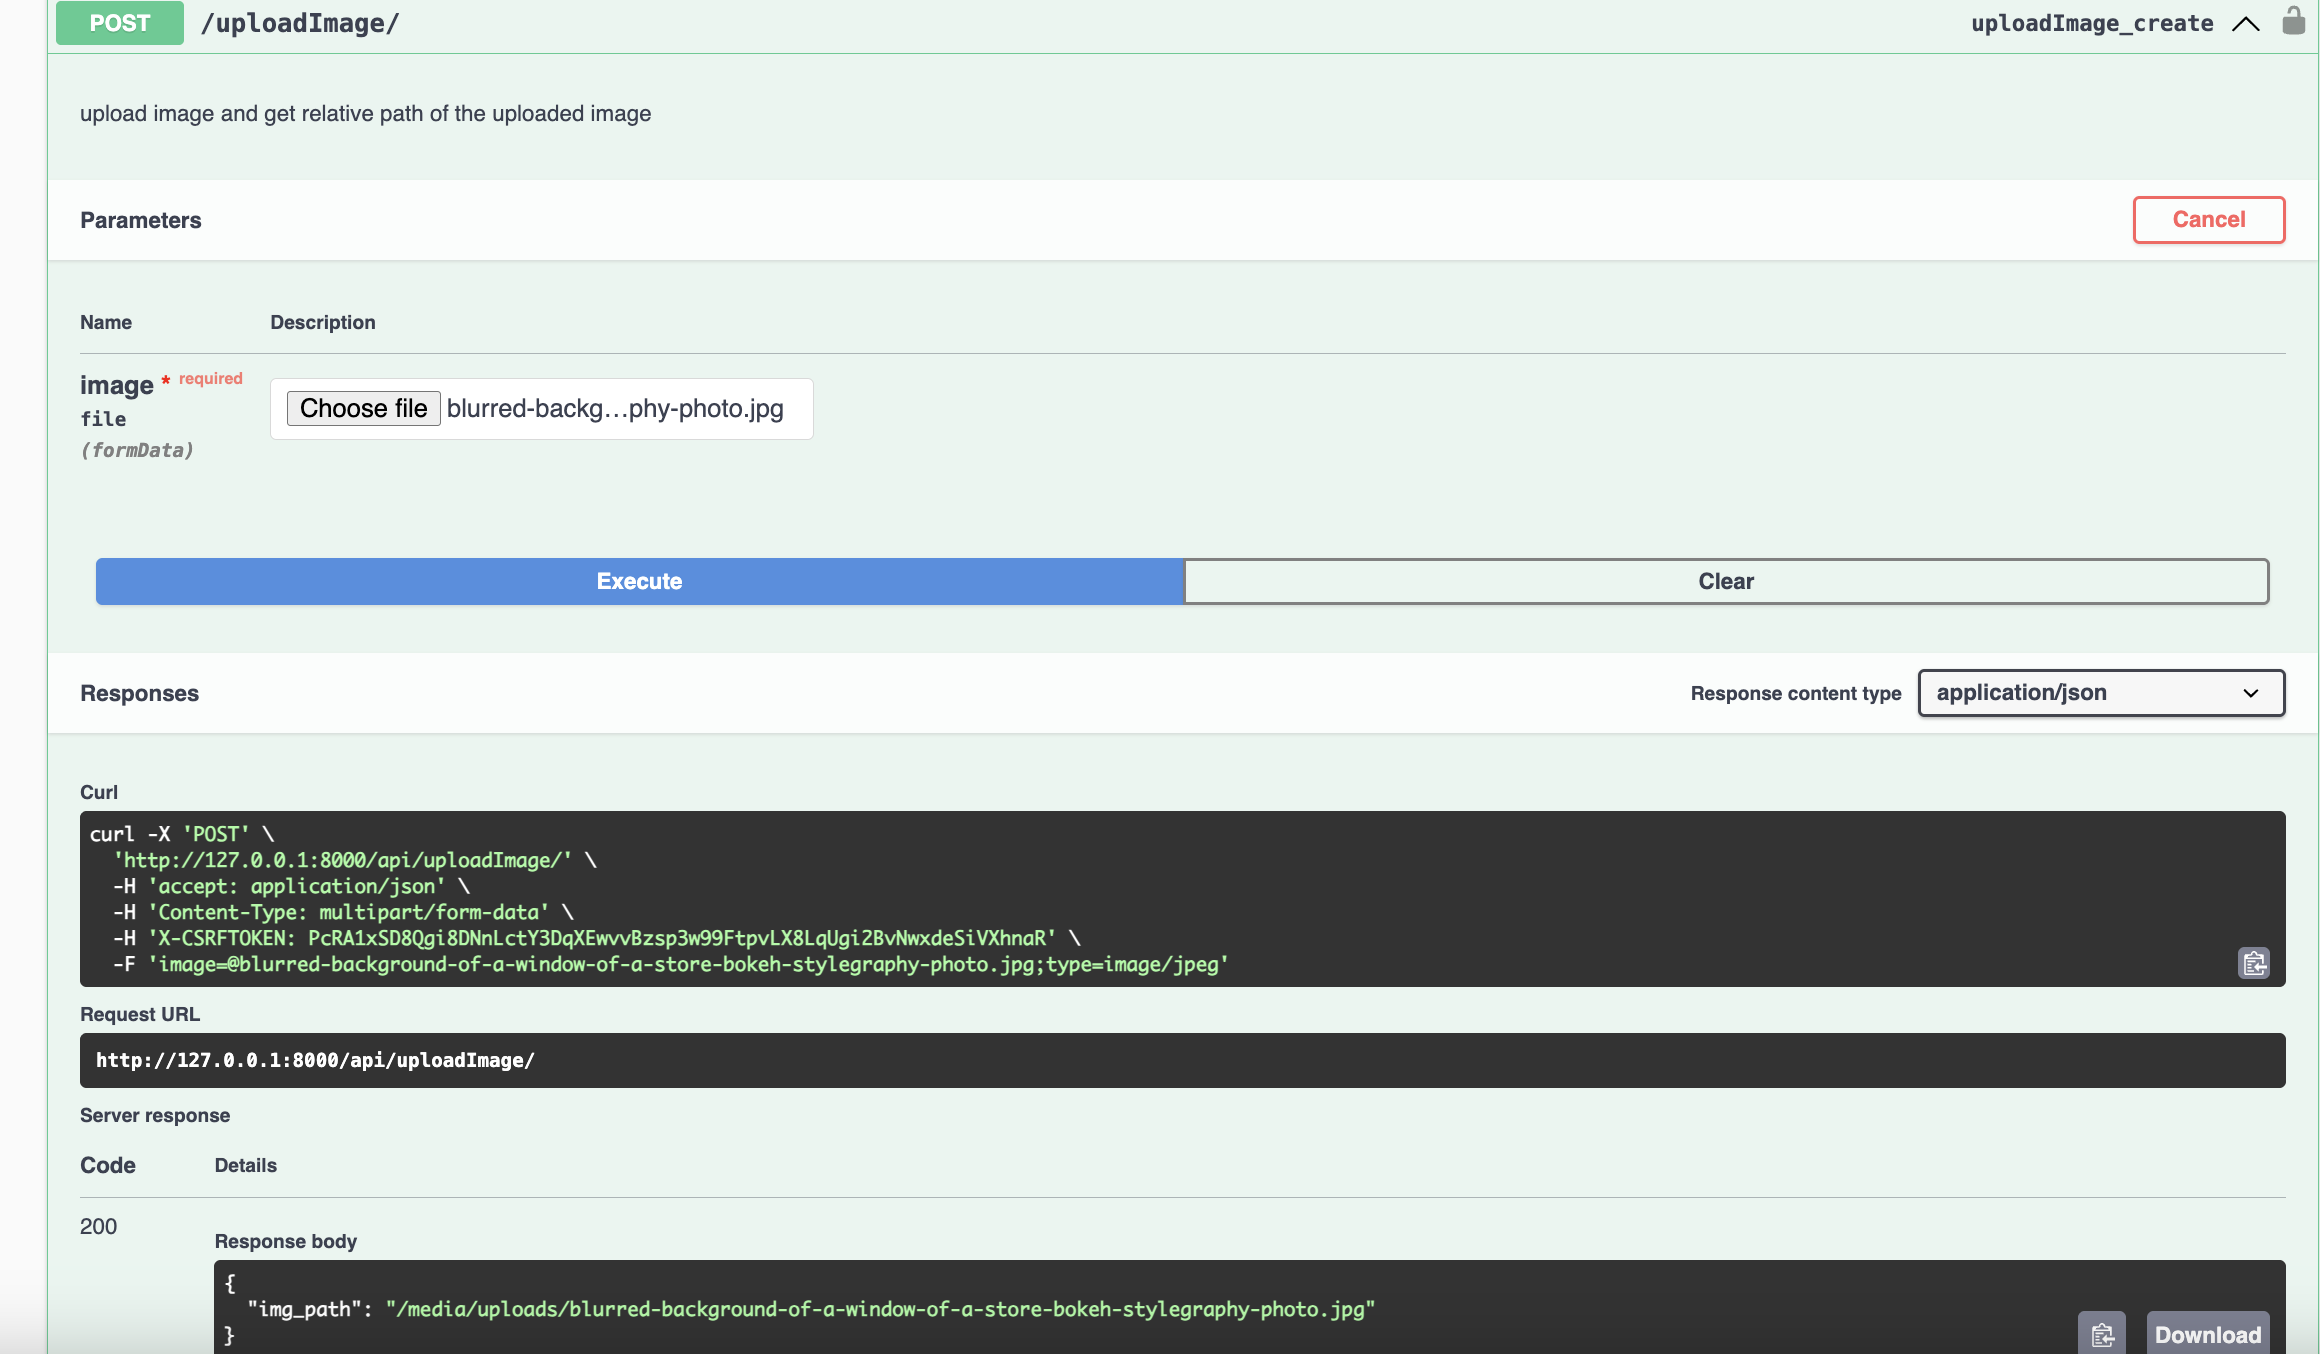 POST /uploadImage/ uploadImage_create
upload image and get relative path of the uploaded image
Parameters Cancel
Name Description
image * required
file
(formData)
Choose file blurred-backg...phy-photo.jpg
Execute Clear
Responses Response content type application/json
Curl
curl -X 'POST' \
  'http://127.0.0.1:8000/api/uploadImage/' \
  -H 'accept: application/json' \
  -H 'Content-Type: multipart/form-data' \
  -H 'X-CSRFTOKEN: PcRA1xSD8Qgi8DNnLctY3DqXEwvvBzsp3w99FtpvLX8LqUgi2BvNwxdeSiVXhnaR' \
  -F 'image=@blurred-background-of-a-window-of-a-store-bokeh-stylegraphy-photo.jpg;type=image/jpeg'
Request URL
http://127.0.0.1:8000/api/uploadImage/
Server response
Code Details
200
Response body
{
  "img_path": "/media/uploads/blurred-background-of-a-window-of-a-store-bokeh-stylegraphy-photo.jpg"
}
Download